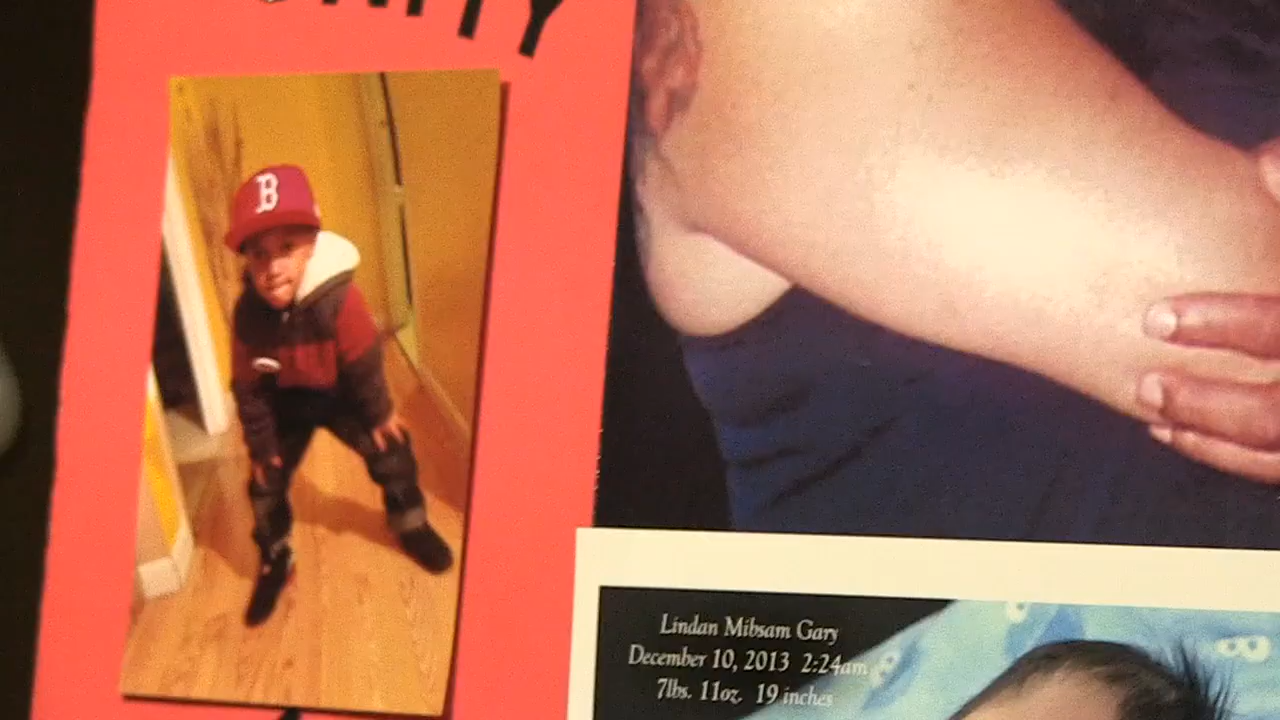 B
Lindan Mibsam Gary
December 10, 2013 2:24am
7lbs. 11oz. 19 inches